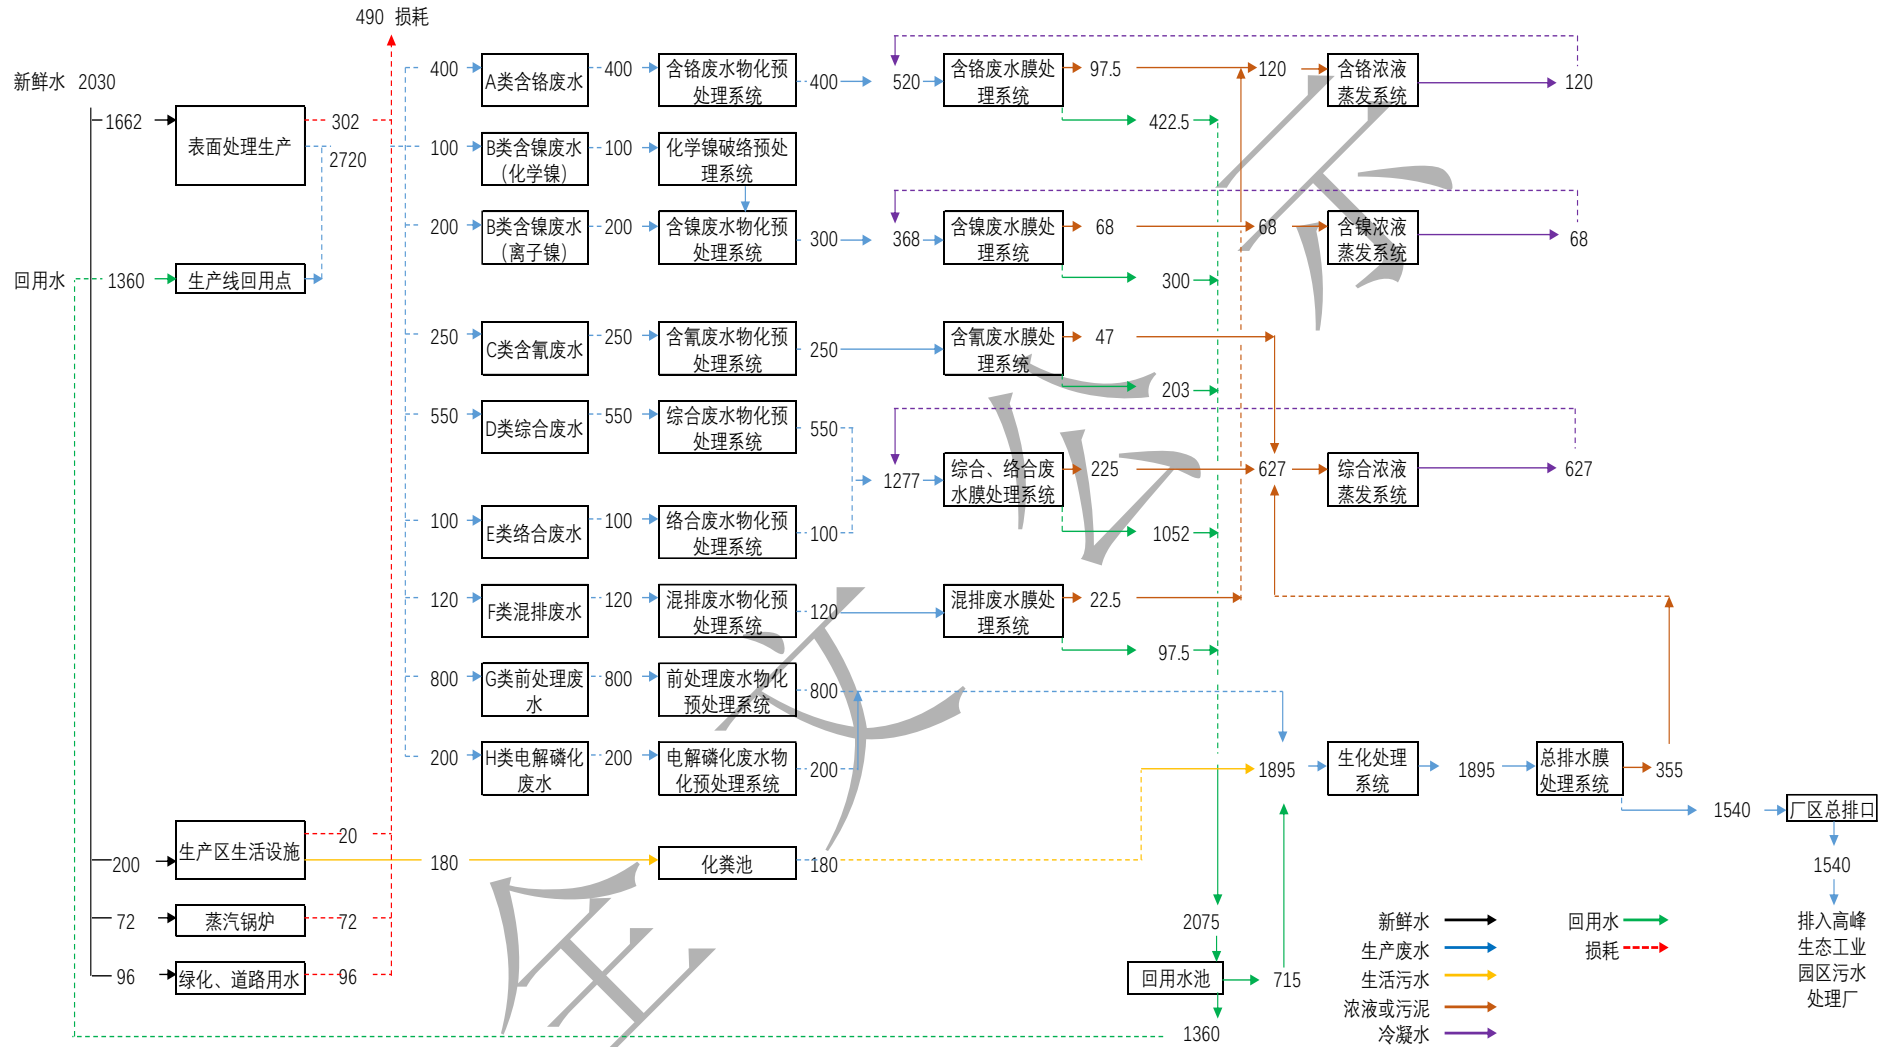 490 损耗
新鲜水 2030
1662
表面处理生产
302
2720
回用水
1360
生产线回用点
400
A类含铬废水
400
含铬废水物化预
处理系统
400
520
含铬废水膜处
理系统
97.5
120
含铬浓液
蒸发系统
120
422.5
100
B类含镍废水
（化学镍）
100
化学镍破络预处
理系统
200
B类含镍废水
（离子镍）
200
含镍废水物化预
处理系统
300
368
含镍废水膜处
理系统
68
68
含镍浓液
蒸发系统
68
300
250
C类含氰废水
250
含氰废水物化预
处理系统
250
含氰废水膜处
理系统
47
203
550
D类综合废水
550
综合废水物化预
处理系统
550
1277
综合、络合废
水膜处理系统
225
627
综合浓液
蒸发系统
627
1052
100
E类络合废水
100
络合废水物化预
处理系统
100
120
F类混排废水
120
混排废水物化预
处理系统
120
混排废水膜处
理系统
22.5
97.5
800
G类前处理废
水
800
前处理废水物化
预处理系统
800
200
H类电解磷化
废水
200
电解磷化废水物
化预处理系统
200
1895
生化处理
系统
1895
总排水膜
处理系统
355
1540
厂区总排口
1540
排入高峰
生态工业
园区污水
处理厂
200
生产区生活设施
20
180
化粪池
180
72
蒸汽锅炉
72
96
绿化、道路用水
96
2075
回用水池
715
1360
新鲜水
生产废水
生活污水
浓液或污泥
冷凝水
回用水
损耗
全文公示